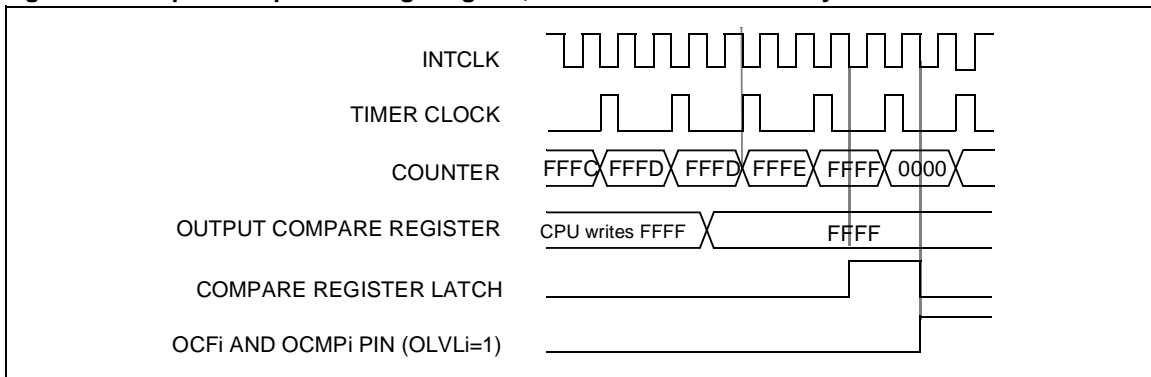 INTCLK
TIMER CLOCK
COUNTER FFFC FFFD FFFD FFFE FFFF 0000
OUTPUT COMPARE REGISTER CPU writes FFFF FFFF
COMPARE REGISTER LATCH
OCFi AND OCMPi PIN (OLVLi=1)